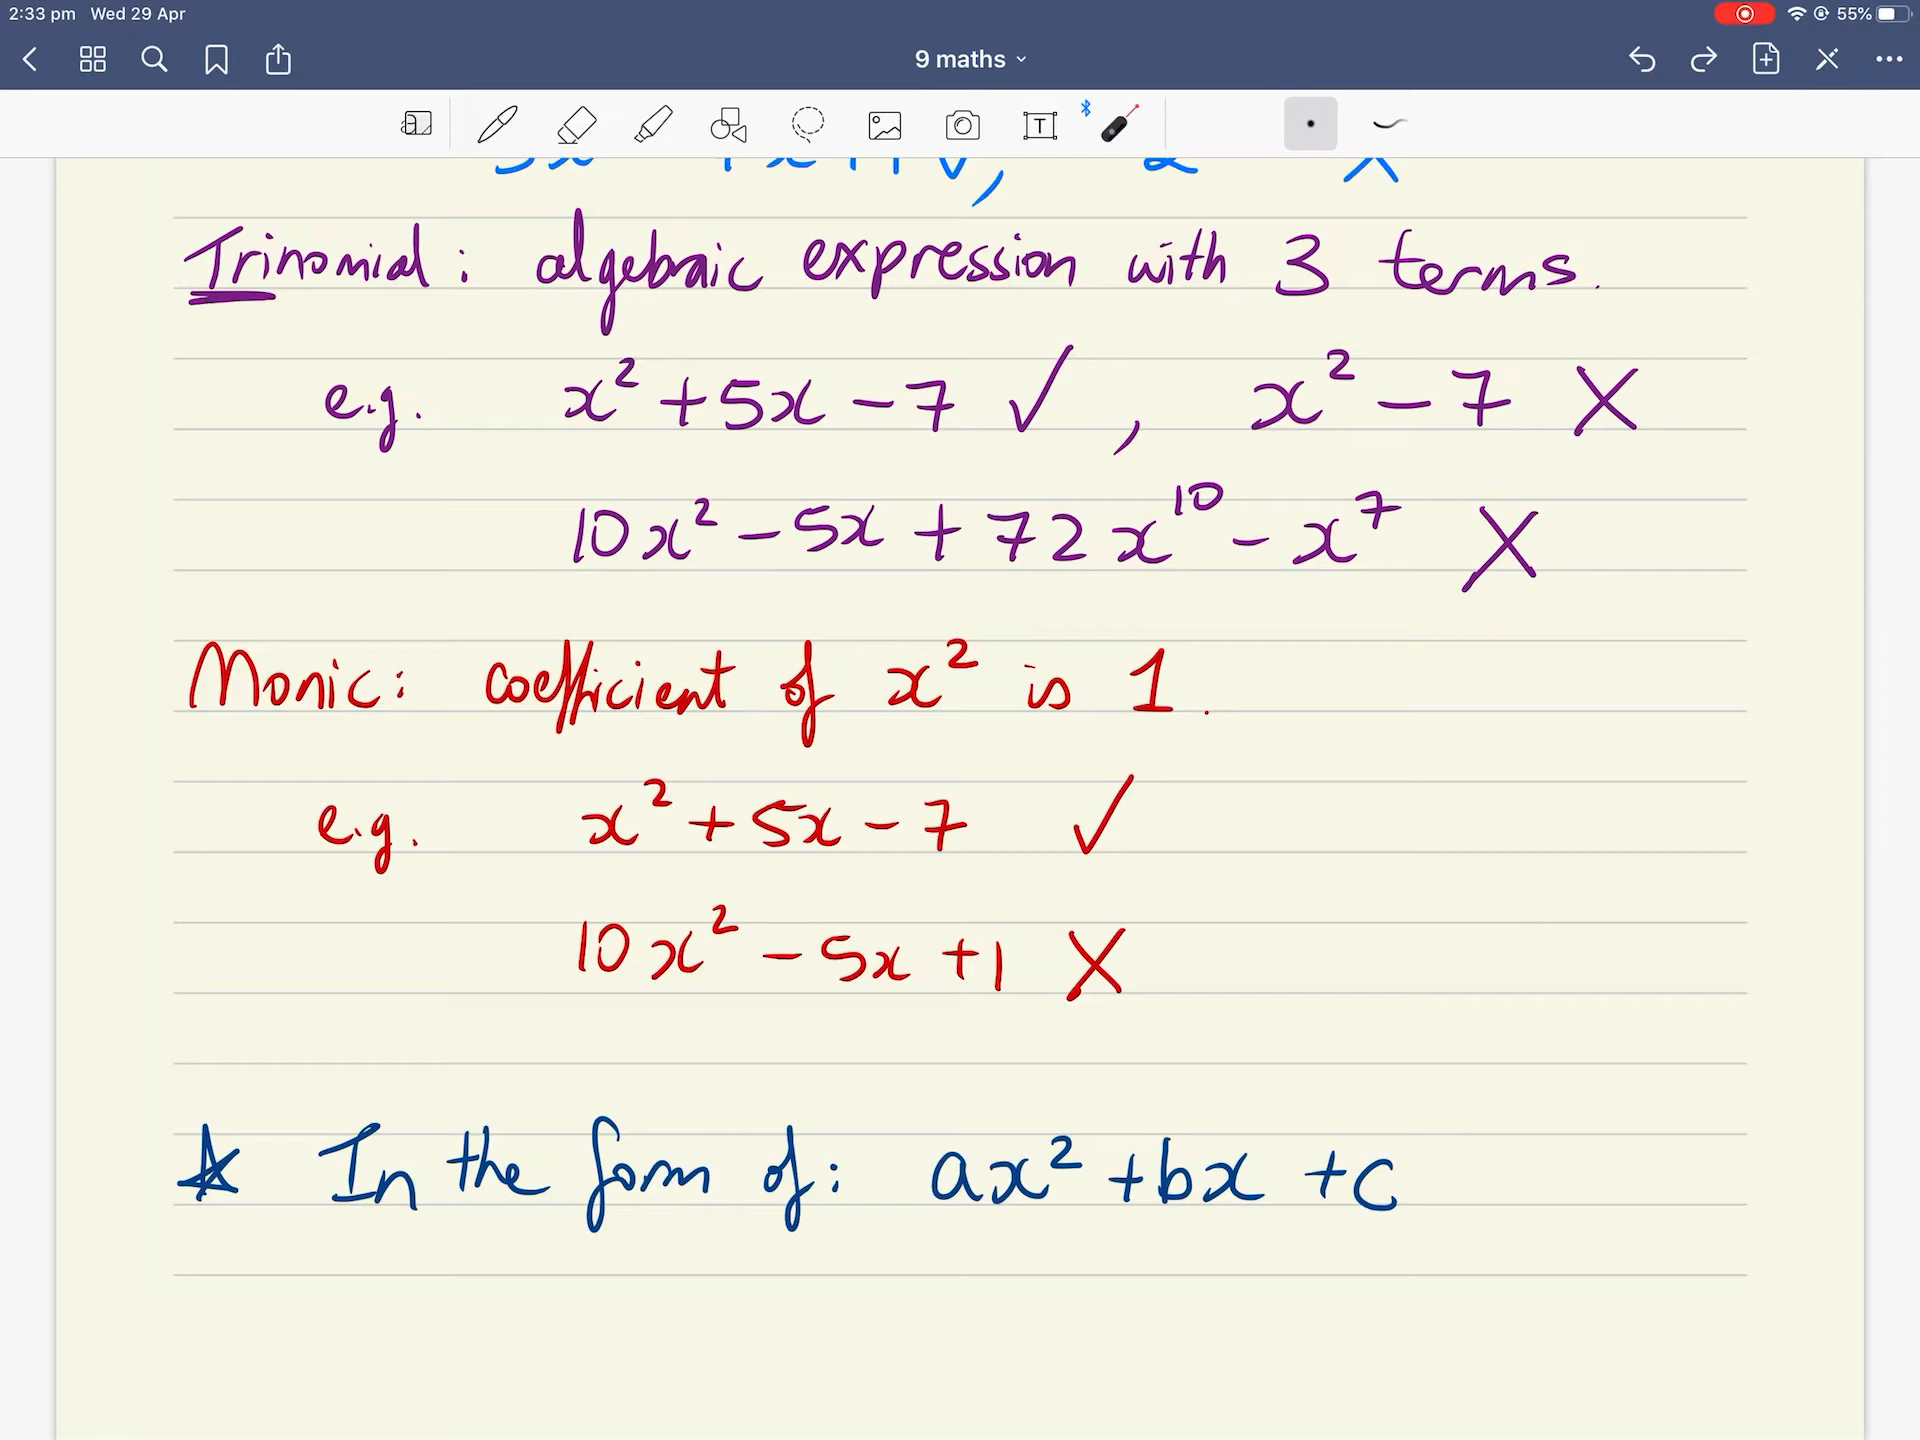 2:33 pm Wed 29 Apr 55%
9 maths
Trinomial: algebraic expression with 3 terms.
e.g. x² + 5x - 7 ✓, x² - 7 X
10x² - 5x + 72x¹⁰ - x⁷ X
Monic: coefficient of x² is 1.
e.g. x² + 5x - 7 ✓
10x² - 5x + 1 X
☆ In the form of: ax² + bx + c